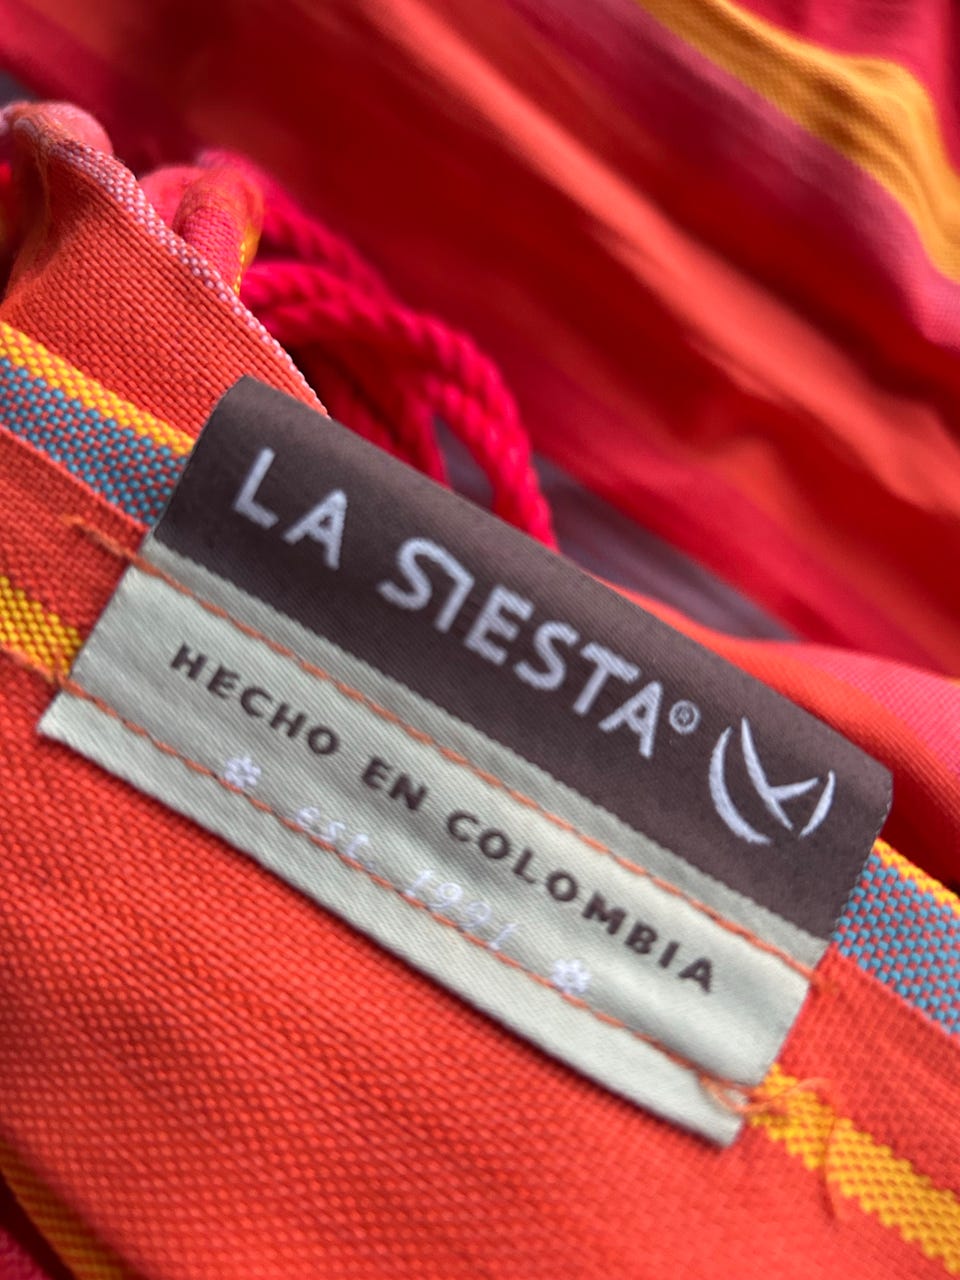 LA SIESTA®
HECHO EN COLOMBIA
est. 1991